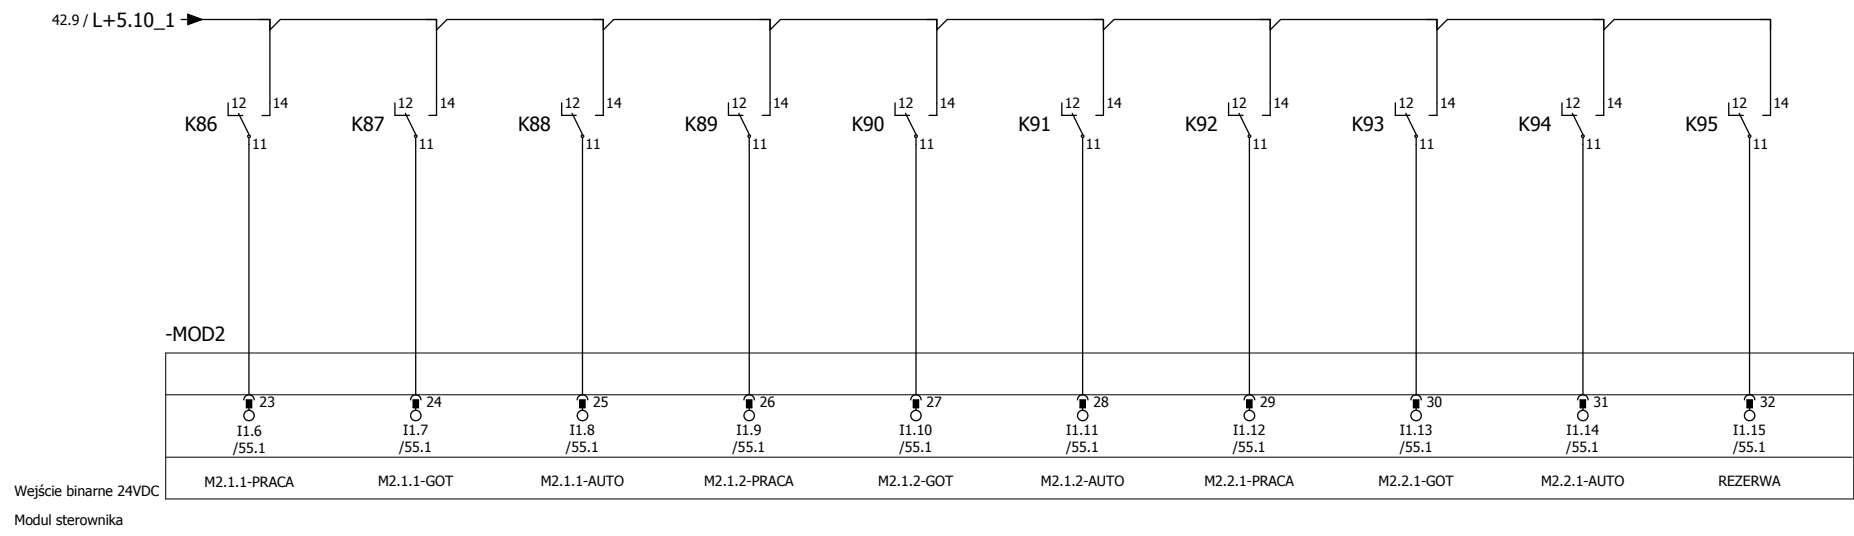 42.9 / L+5.10_1
12 14 12 14 12 14 12 14 12 14 12 14 12 14 12 14 12 14 12 14
K86 K87 K88 K89 K90 K91 K92 K93 K94 K95
11 11 11 11 11 11 11 11 11 11
-MOD2
23 24 25 26 27 28 29 30 31 32
I1.6 I1.7 I1.8 I1.9 I1.10 I1.11 I1.12 I1.13 I1.14 I1.15
/55.1 /55.1 /55.1 /55.1 /55.1 /55.1 /55.1 /55.1 /55.1 /55.1
M2.1.1-PRACA M2.1.1-GOT M2.1.1-AUTO M2.1.2-PRACA M2.1.2-GOT M2.1.2-AUTO M2.2.1-PRACA M2.2.1-GOT M2.2.1-AUTO REZERWA
Wejście binarne 24VDC
Modul sterownika